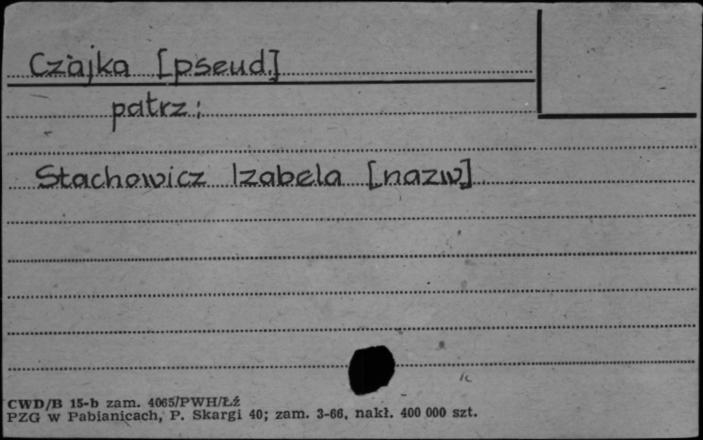 Czajka [pseud.]
patrz:
Stachowicz Izabela [nazw.]
CWD/B 15-b zam. 4065/PWH/Łź
PZG w Pabianicach, P. Skargi 40; zam. 3-66, nakł. 400 000 szt.